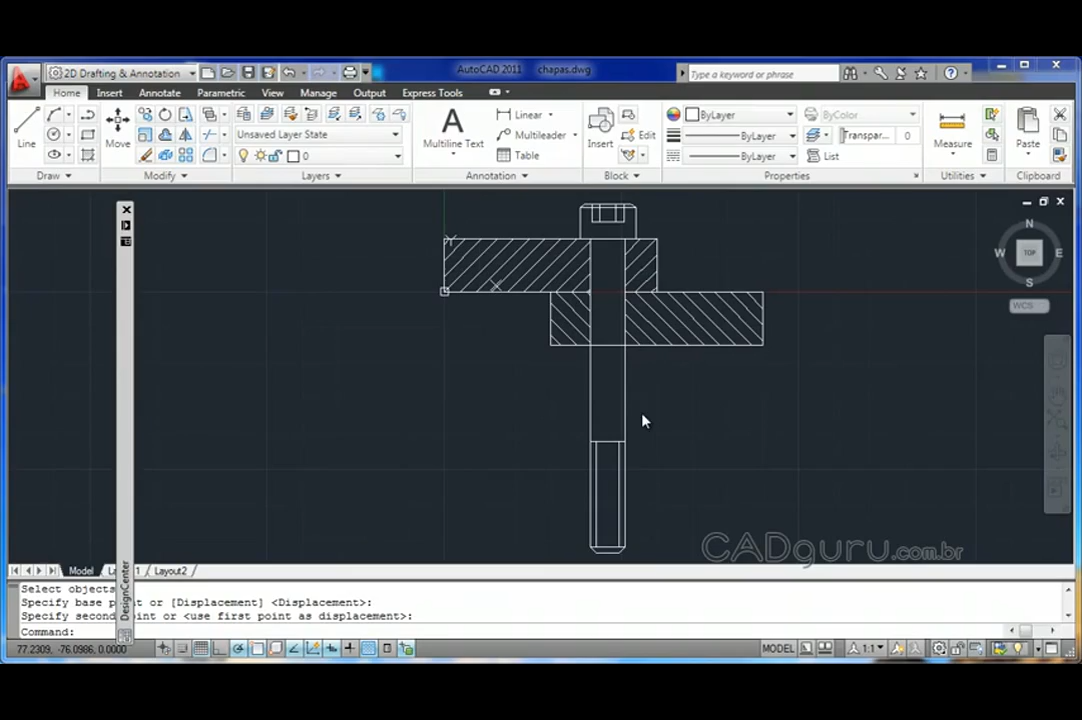 2D Drafting & Annotation
AutoCAD 2011 chapas.dwg
Type a keyword or phrase
Home Insert Annotate Parametric View Manage Output Express Tools
Line
Move
Unsaved Layer State
0
A
Multiline Text
Linear
Multileader
Table
Insert
Edit
ByLayer
ByLayer
ByLayer
ByColor
Transpar... 0
List
Measure
Paste
Draw Modify Layers Annotation Block Properties Utilities Clipboard
N
W TOP E
S
WCS
CADguru.com.br
DesignCenter
Model 1 Layout2
Select objects
Specify base point or [Displacement] <Displacement>:
Specify second point or <use first point as displacement>:
Command:
77.2309, -76.0986, 0.0000
MODEL
1:1